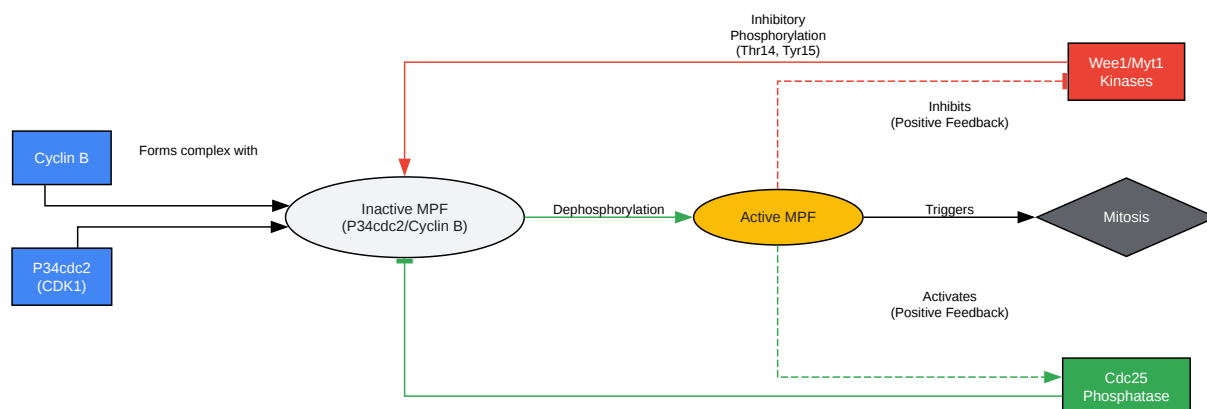 Inhibitory
Phosphorylation
(Thr14, Tyr15)
Wee1/Myt1
Kinases
Inhibits
(Positive Feedback)
Cyclin B
Forms complex with
Inactive MPF
(P34cdc2/Cyclin B)
Dephosphorylation
Active MPF
Triggers
Mitosis
P34cdc2
(CDK1)
Activates
(Positive Feedback)
Cdc25
Phosphatase